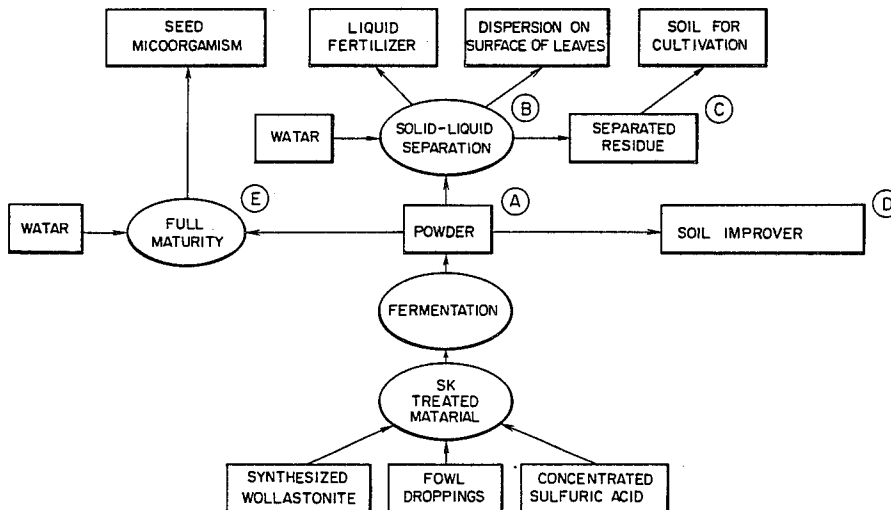 SEED
MICOORGAMISM
LIQUID
FERTILIZER
DISPERSION ON
SURFACE OF LEAVES
SOIL FOR
CULTIVATION
B
C
WATAR
SOLID-LIQUID
SEPARATION
SEPARATED
RESIDUE
E
A
D
WATAR
FULL
MATURITY
POWDER
SOIL IMPROVER
FERMENTATION
SK
TREATED
MATARIAL
SYNTHESIZED
WOLLASTONITE
FOWL
DROPPINGS
CONCENTRATED
SULFURIC ACID